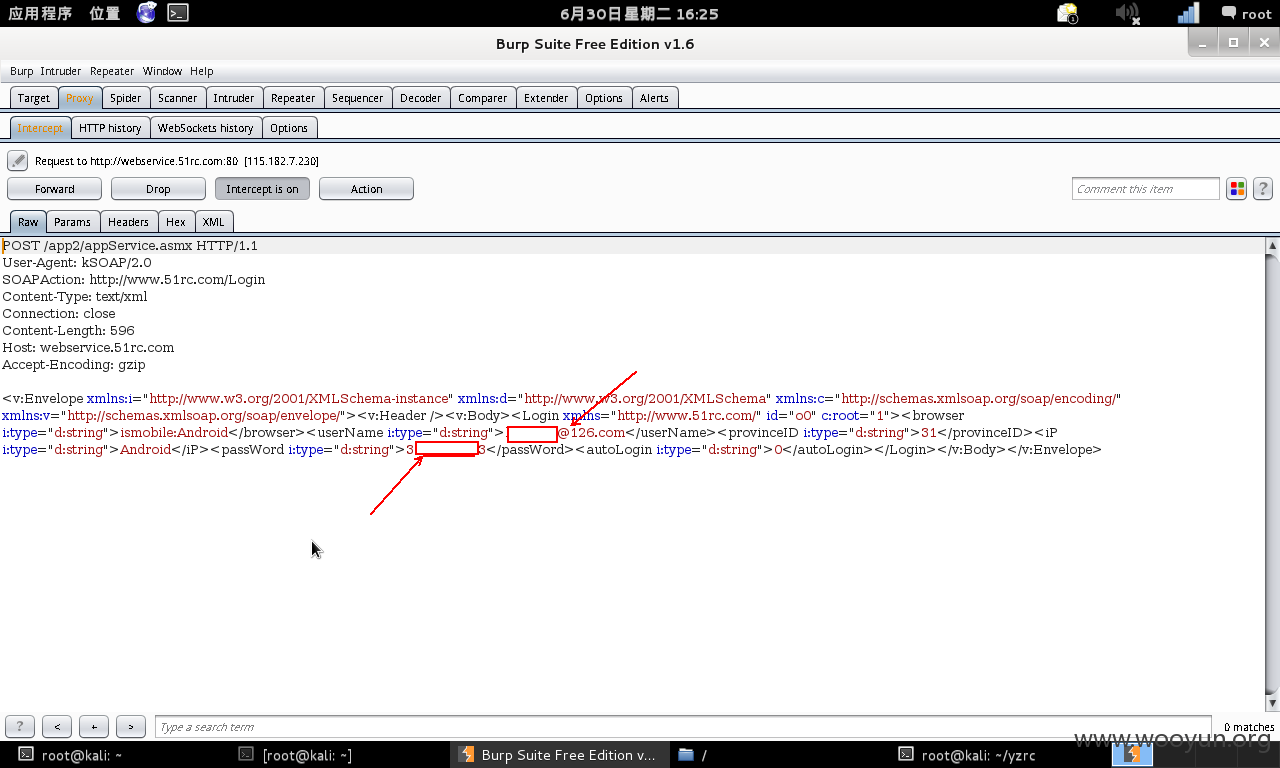 应用程序 位置 6月30日星期二 16:25 1 root
Burp Suite Free Edition v1.6
Burp Intruder Repeater Window Help
Target Proxy Spider Scanner Intruder Repeater Sequencer Decoder Comparer Extender Options Alerts
Intercept HTTP history WebSockets history Options
Request to http://webservice.51rc.com:80 [115.182.7.230]
Forward Drop Intercept is on Action Comment this item ?
Raw Params Headers Hex XML
POST /app2/appService.asmx HTTP/1.1
User-Agent: kSOAP/2.0
SOAPAction: http://www.51rc.com/Login
Content-Type: text/xml
Connection: close
Content-Length: 596
Host: webservice.51rc.com
Accept-Encoding: gzip
<v:Envelope xmlns:i="http://www.w3.org/2001/XMLSchema-instance" xmlns:d="http://www.w3.org/2001/XMLSchema" xmlns:c="http://schemas.xmlsoap.org/soap/encoding/"
xmlns:v="http://schemas.xmlsoap.org/soap/envelope/"><v:Header /><v:Body><Login xmlns="http://www.51rc.com/" id="o0" c:root="1"><browser
i:type="d:string">ismobile:Android</browser><userName i:type="d:string"> @126.com</userName><provinceID i:type="d:string">31</provinceID><iP
i:type="d:string">Android</iP><passWord i:type="d:string">3 3</passWord><autoLogin i:type="d:string">0</autoLogin></Login></v:Body></v:Envelope>
? < + > Type a search term 0 matches
www.wooyun.org
root@kali: ~ [root@kali: ~] Burp Suite Free Edition v... / root@kali: ~/yzrc